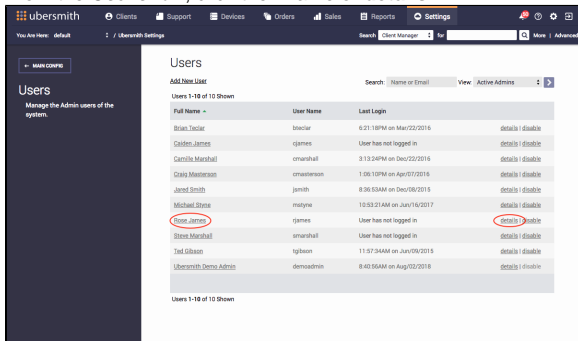 ubersmith Clients Support Devices Orders Sales Reports Settings
You Are Here: default / Ubersmith Settings Search Client Manager for More | Advanced
← MAIN CONFIG
Users
Manage the Admin users of the
system.
Users
Add New User Search: Name or Email View: Active Admins
Users 1-10 of 10 Shown
Full Name User Name Last Login
Brian Teclar bteclar 6:21:18PM on Mar/22/2016 details | disable
Caiden James cjames User has not logged in details | disable
Camille Marshall cmarshall 3:13:24PM on Dec/22/2016 details | disable
Craig Masterson cmasterson 1:06:10PM on Apr/07/2016 details | disable
Jared Smith jsmith 8:36:53AM on Dec/08/2015 details | disable
Michael Styne mstyne 10:53:21AM on Jun/16/2017 details | disable
Rose James rjames User has not logged in details | disable
Steve Marshall smarshall User has not logged in details | disable
Ted Gibson tgibson 11:57:34AM on Jun/09/2015 details | disable
Ubersmith Demo Admin demoadmin 8:40:56AM on Aug/02/2018 details | disable
Users 1-10 of 10 Shown